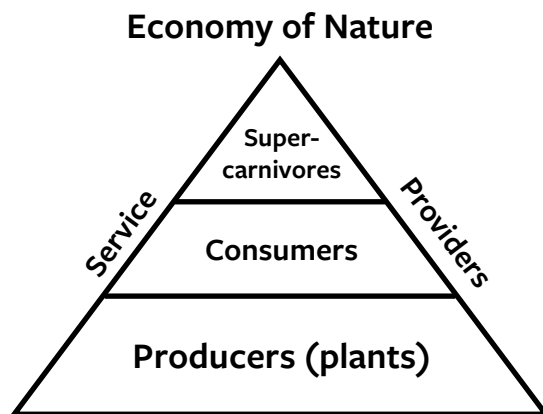 Economy of Nature
Super-
carnivores
Service
Providers
Consumers
Producers (plants)